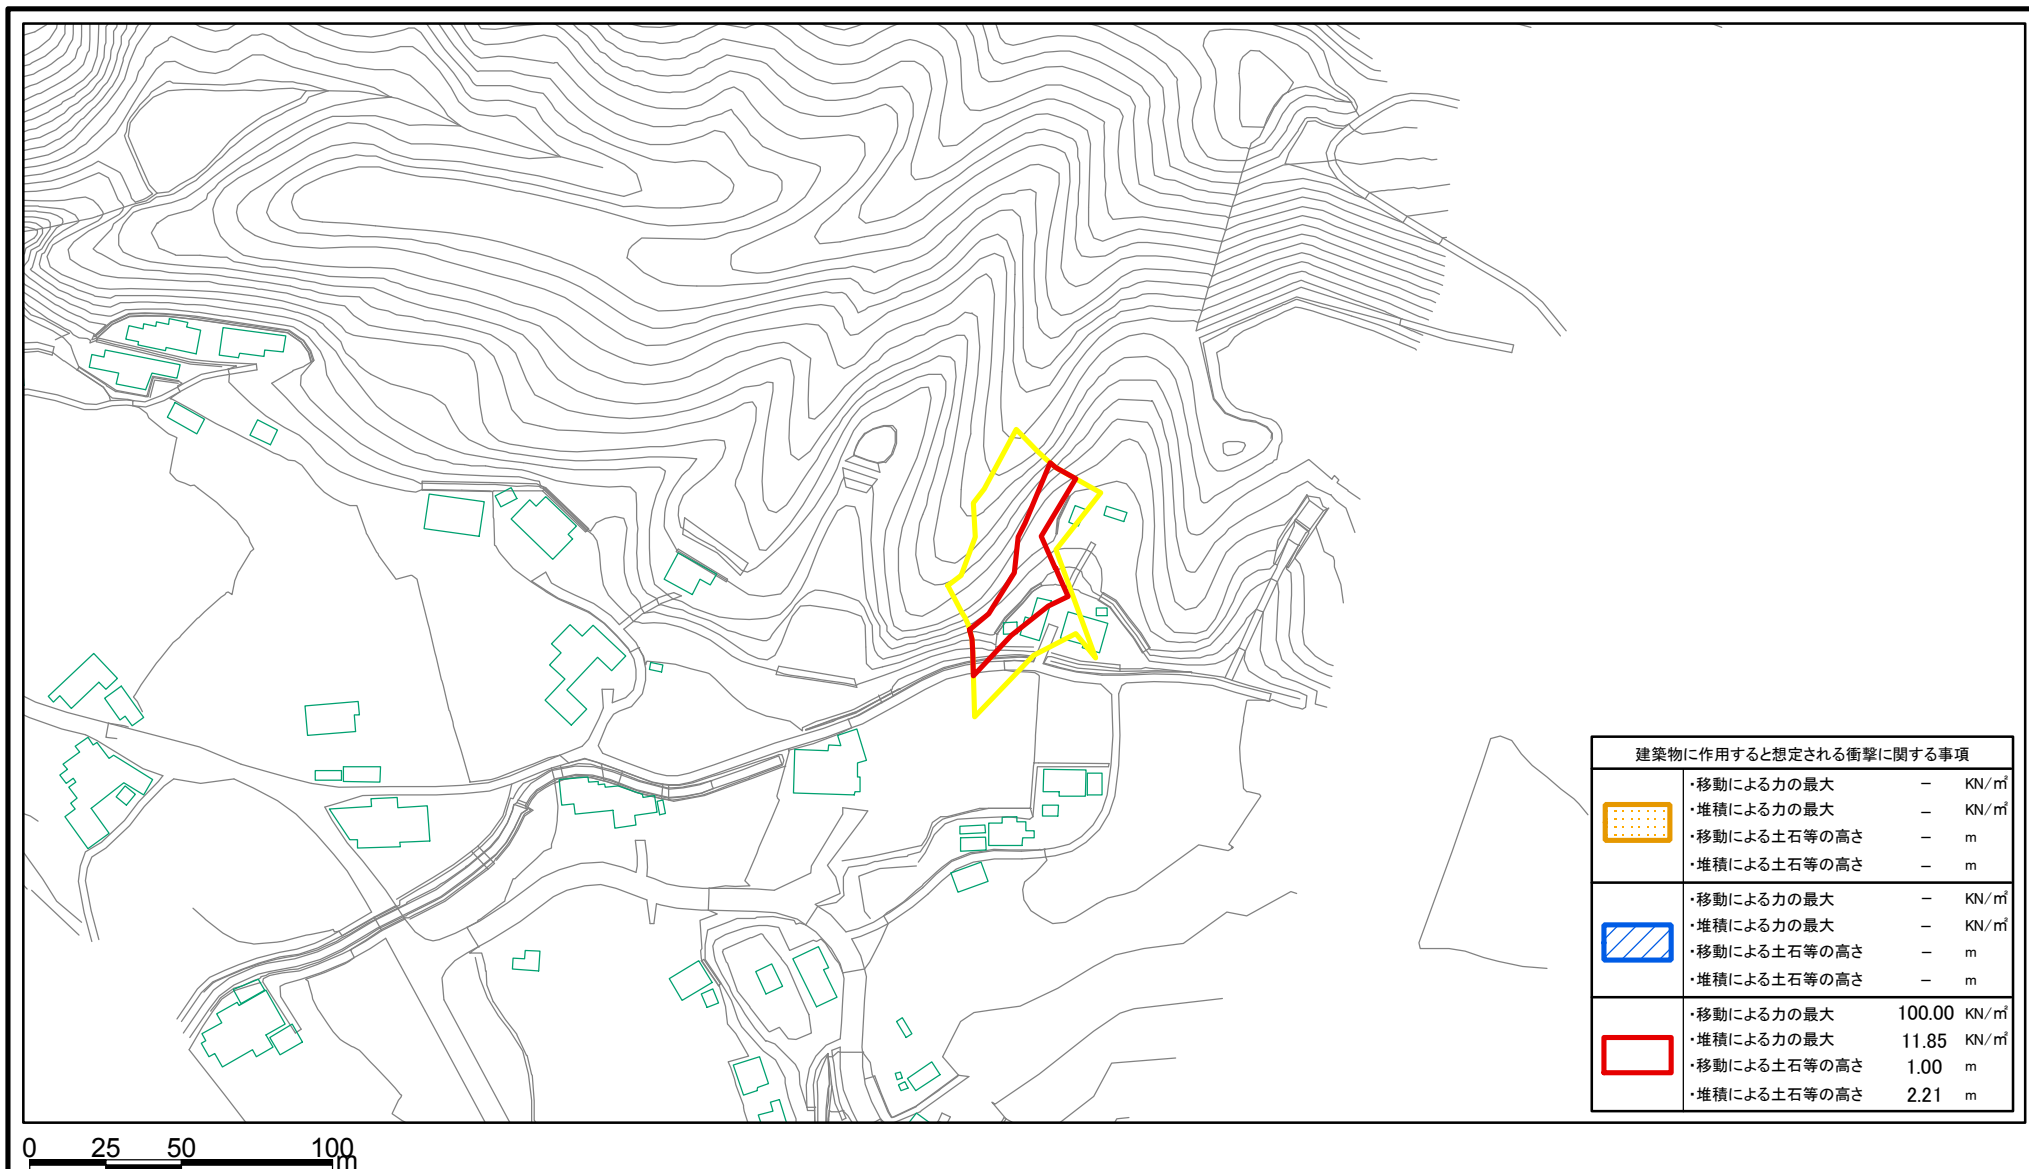 建築物に作用すると想定される衝撃に関する事項
・移動による力の最大 － KN/㎡
・堆積による力の最大 － KN/㎡
・移動による土石等の高さ － m
・堆積による土石等の高さ － m
・移動による力の最大 － KN/㎡
・堆積による力の最大 － KN/㎡
・移動による土石等の高さ － m
・堆積による土石等の高さ － m
・移動による力の最大 100.00 KN/㎡
・堆積による力の最大 11.85 KN/㎡
・移動による土石等の高さ 1.00 m
・堆積による土石等の高さ 2.21 m
0 25 50 100
m